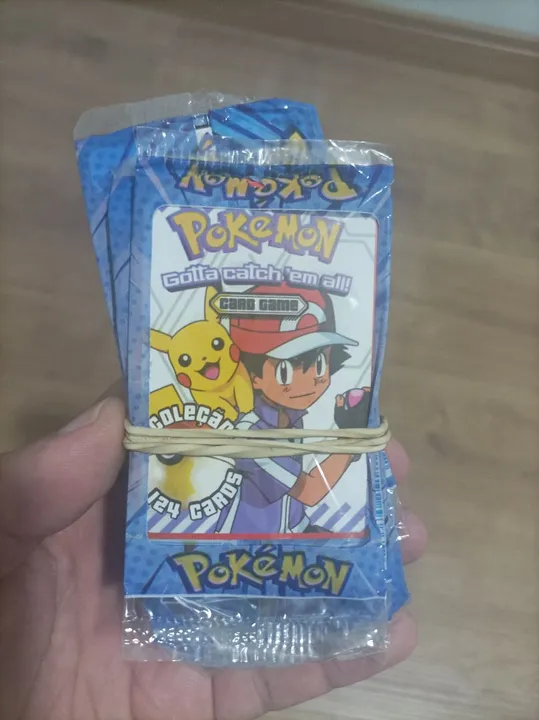 POKéMON
POKéMON
Gotta catch 'em all!
CARD GAME
COLEÇÃO
124 CARDS
POKéMON